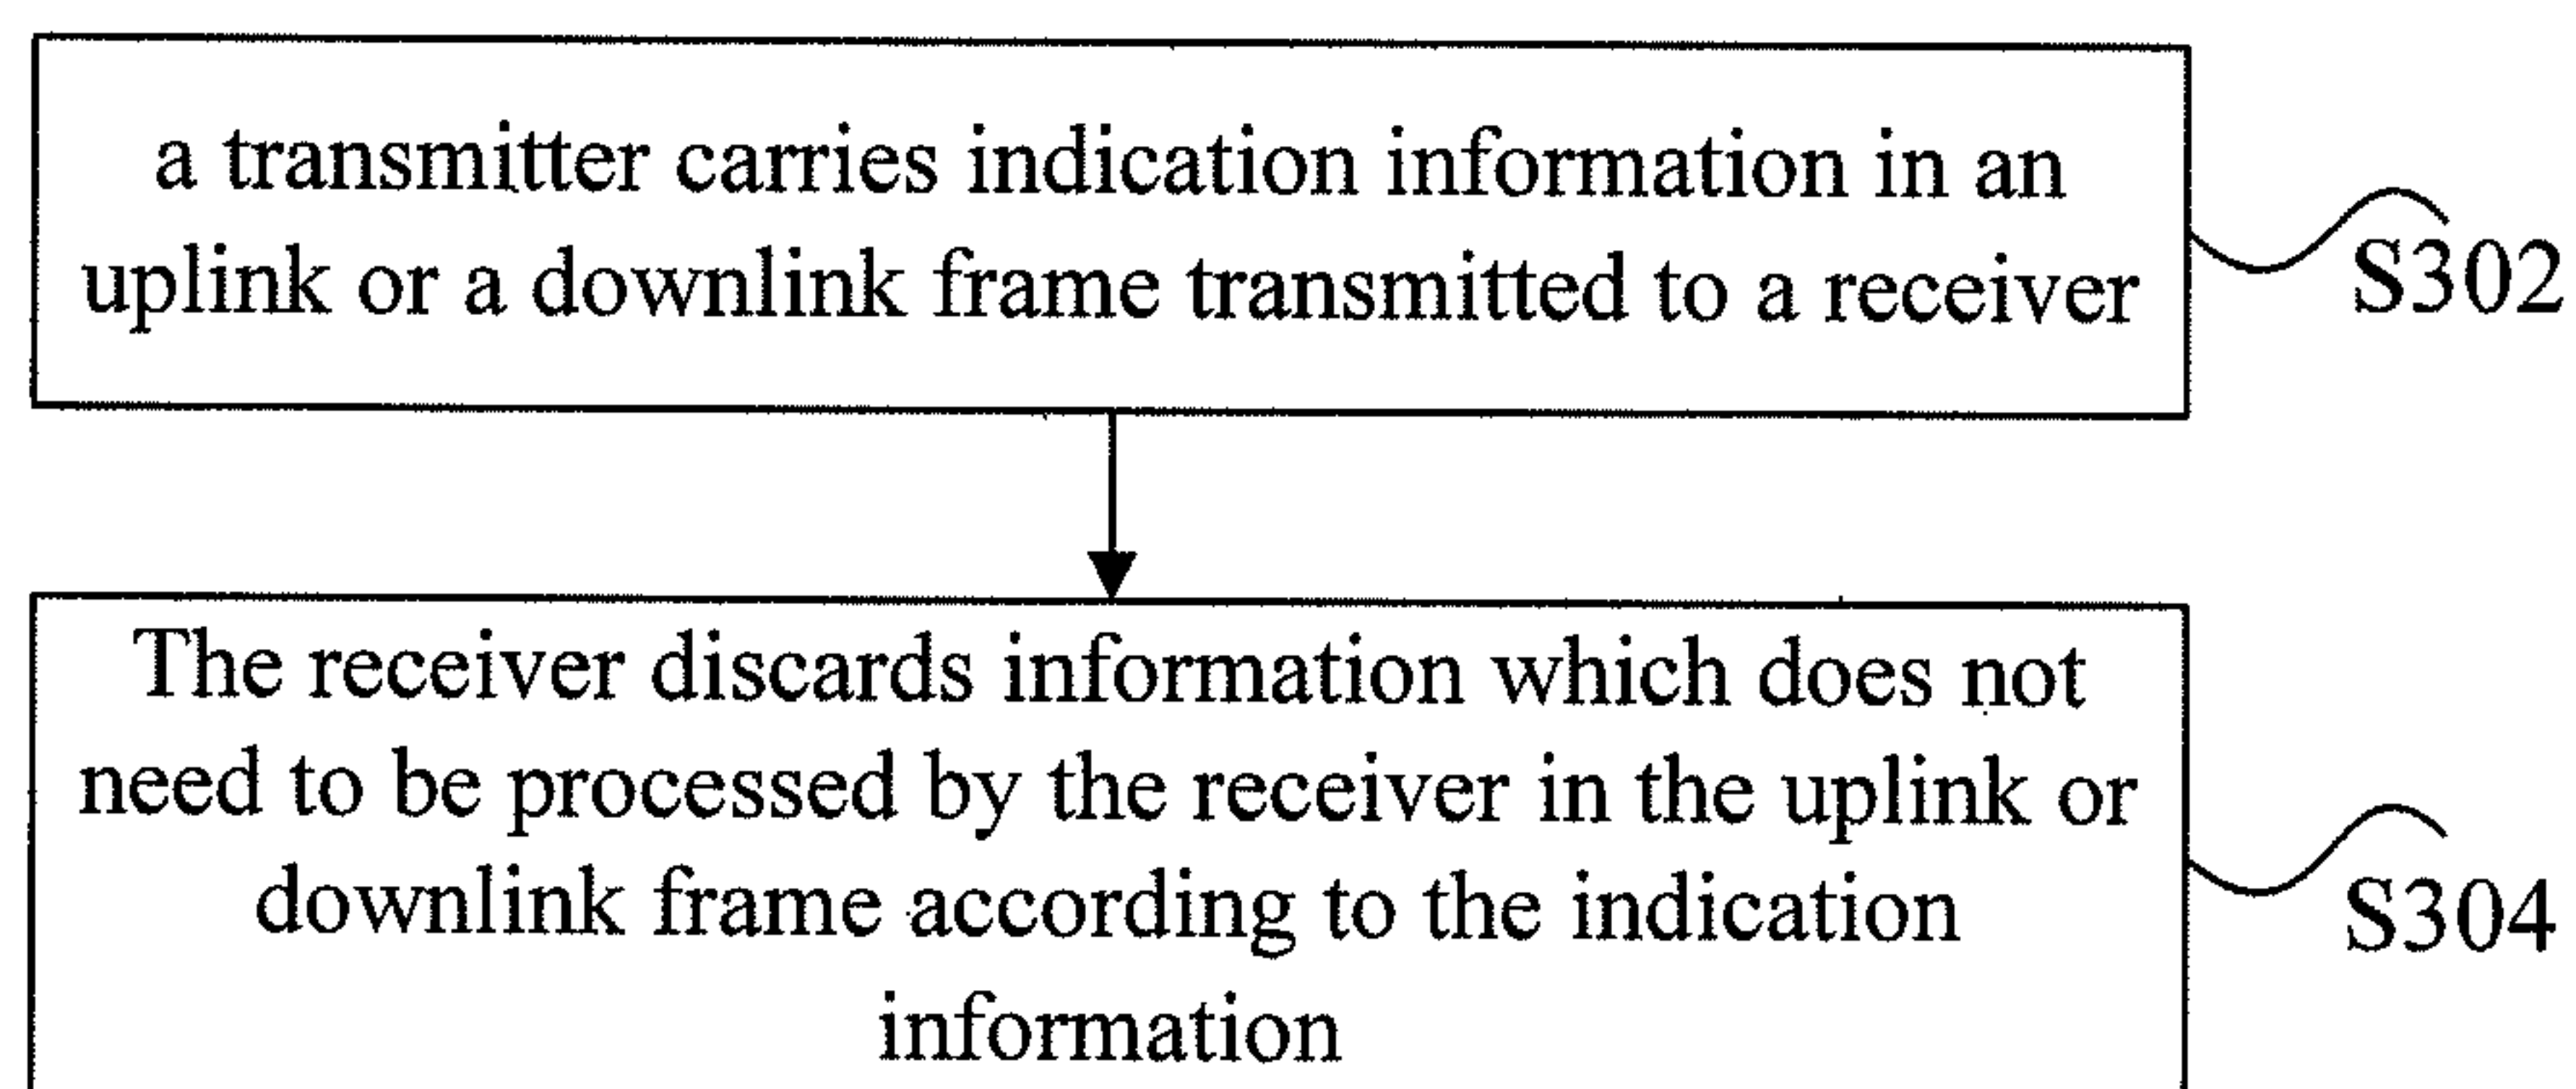 a transmitter carries indication information in an
uplink or a downlink frame transmitted to a receiver
S302
The receiver discards information which does not
need to be processed by the receiver in the uplink or
downlink frame according to the indication
information
S304